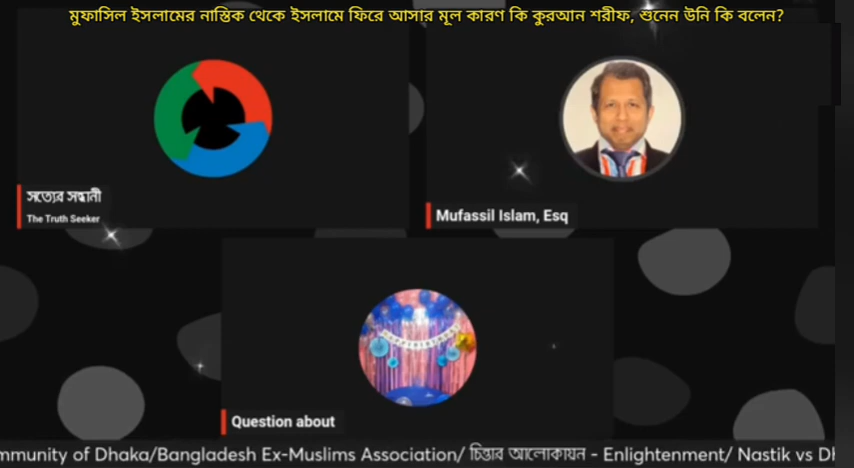 মুফাসিল ইসলামের নাস্তিক থেকে ইসলামে ফিরে আসার মূল কারণ কি কুরআন শরীফ, শুনেন উনি কি বলেন?
সত্যের সন্ধানী
The Truth Seeker
Mufassil Islam, Esq
Question about
mmunity of Dhaka/Bangladesh Ex-Muslims Association/ চিন্তার আলোকায়ন - Enlightenment/ Nastik vs Dh